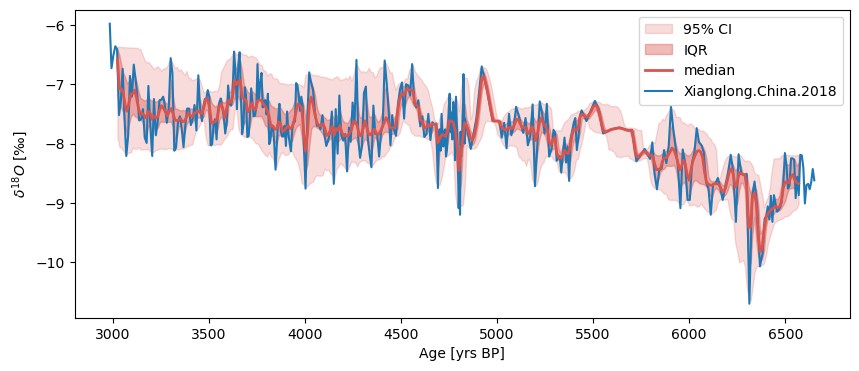 95% CI
IQR
median
Xianglong.China.2018
−6
−7
−8
−9
−10
δ¹⁸O [‰]
3000 3500 4000 4500 5000 5500 6000 6500
Age [yrs BP]